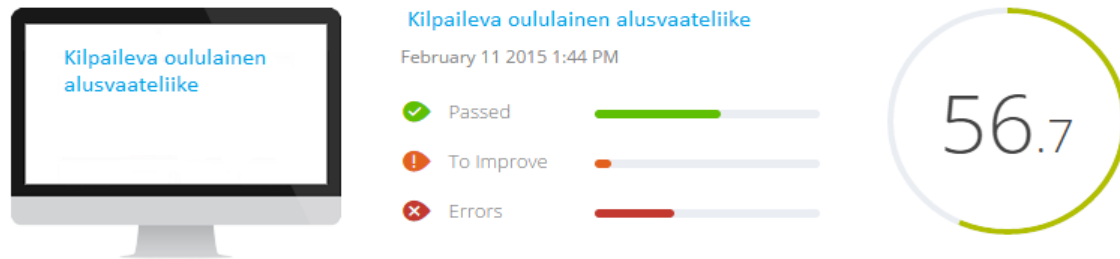 Kilpaileva oululainen
alusvaateliike
Kilpaileva oululainen alusvaateliike
February 11 2015 1:44 PM
Passed
To Improve
Errors
56.7